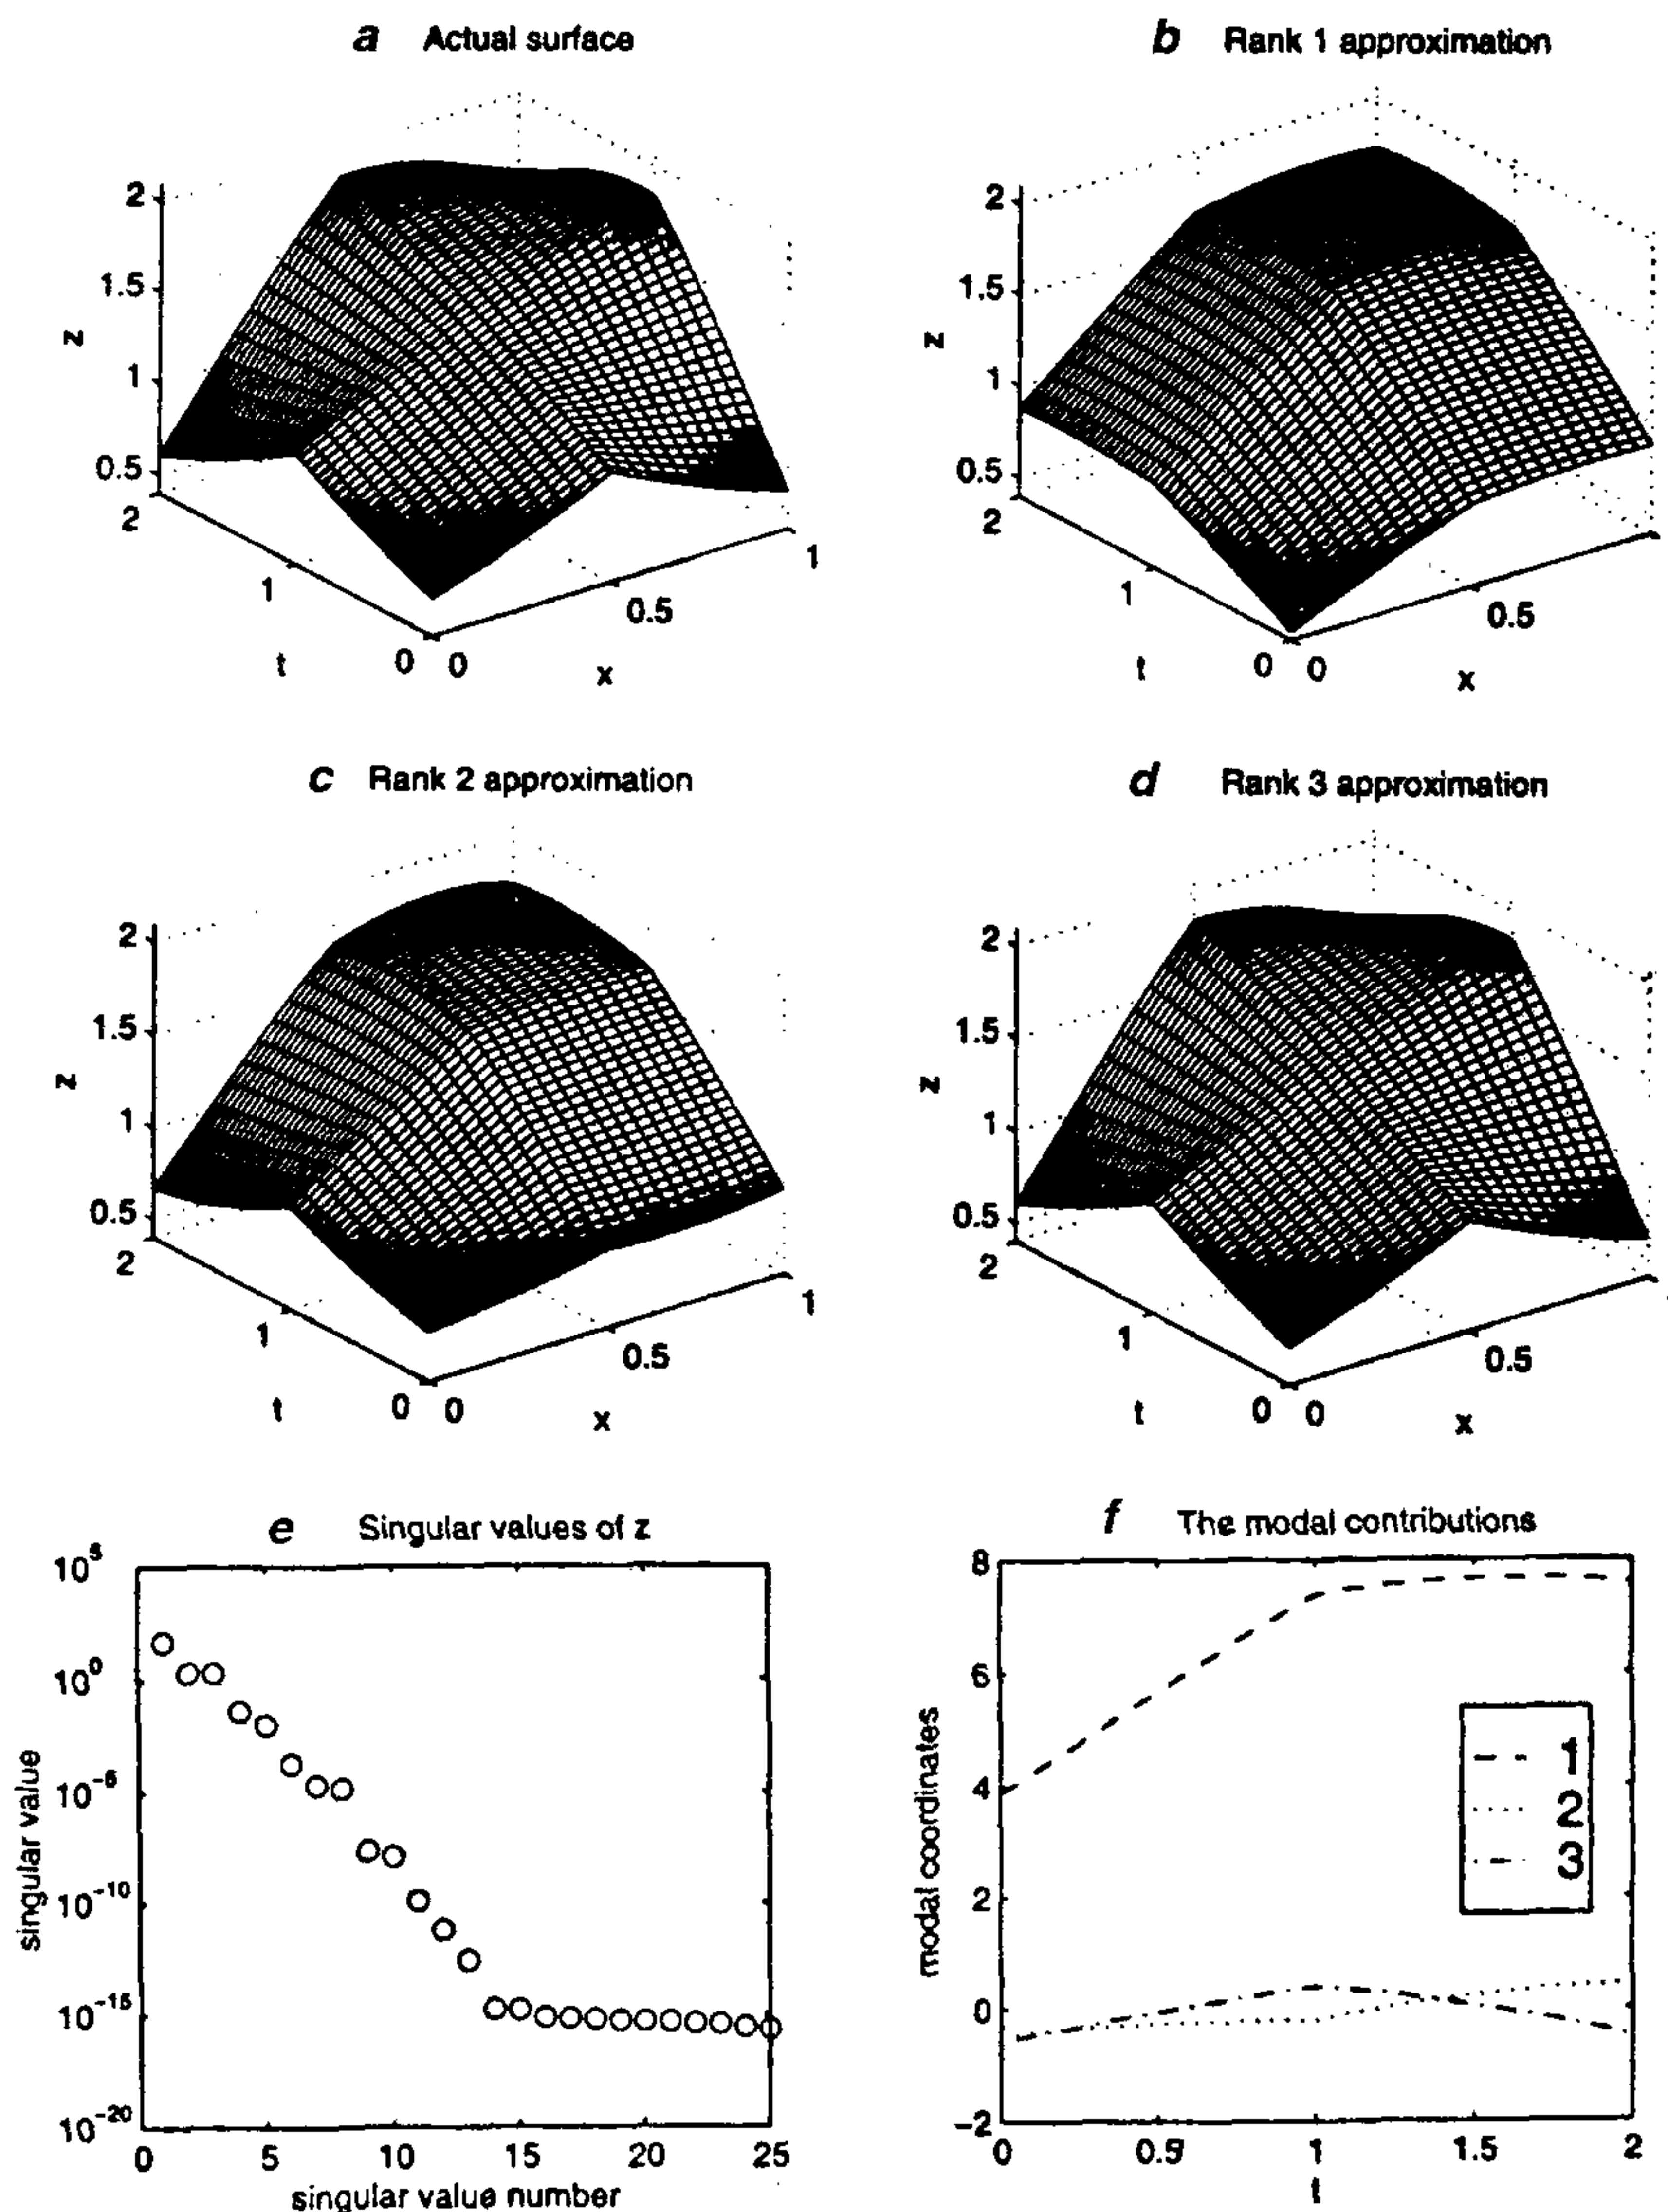 a Actual surface
b Rank 1 approximation
2
1.5
1
0.5
z
2
1
0
t
0
0.5
1
x
2
1.5
1
0.5
z
2
1
0
t
0
0.5
x
c Rank 2 approximation
d Rank 3 approximation
2
1.5
1
0.5
z
2
1
0
t
0
0.5
1
x
2
1.5
1
0.5
z
2
1
0
t
0
0.5
x
e Singular values of z
10^5
10^0
10^-5
10^-10
10^-15
10^-20
singular value
0 5 10 15 20 25
singular value number
f The modal contributions
8
6
4
2
0
-2
modal coordinates
1
2
3
0 0.5 1 1.5 2
t